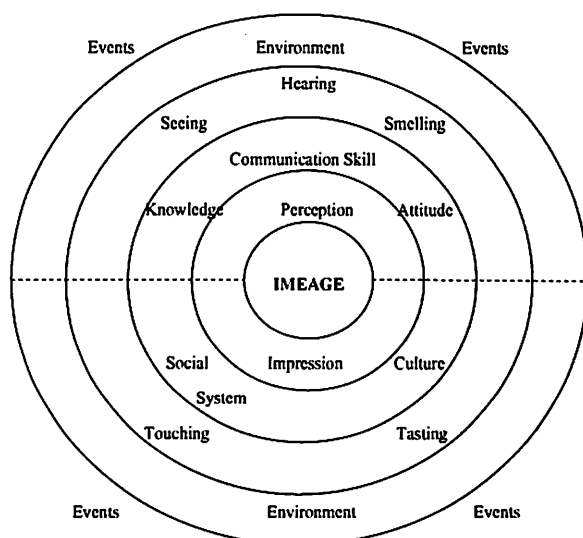 Events Environment Events
Hearing
Seeing Smelling
Communication Skill
Knowledge Perception Attitude
IMEAGE
Social Impression Culture
System
Touching Tasting
Events Environment Events